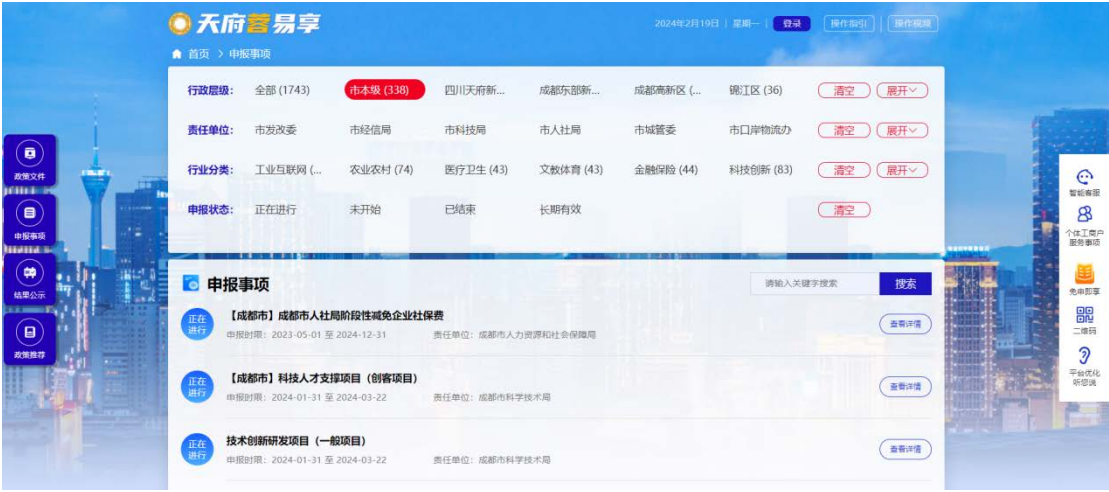 天府蓉易享
2024年2月19日 | 星期一 | 登录 操作指引 操作视频
首页 > 申报事项
行政层级： 全部 (1743) 市本级 (338) 四川天府新... 成都东部新... 成都高新区 (... 锦江区 (36) 清空 展开
责任单位： 市发改委 市经信局 市科技局 市人社局 市城管委 市口岸物流办 清空 展开
行业分类： 工业互联网 (... 农业农村 (74) 医疗卫生 (43) 文教体育 (43) 金融保险 (44) 科技创新 (83) 清空 展开
申报状态： 正在进行 未开始 已结束 长期有效 清空
政策文件
申报事项
结果公示
政策推荐
申报事项 请输入关键字搜索 搜索
正在
进行
【成都市】成都市人社局阶段性减免企业社保费
申报时限：2023-05-01 至 2024-12-31 责任单位：成都市人力资源和社会保障局
查看详情
正在
进行
【成都市】科技人才支撑项目（创客项目）
申报时限：2024-01-31 至 2024-03-22 责任单位：成都市科学技术局
查看详情
正在
进行
技术创新研发项目（一般项目）
申报时限：2024-01-31 至 2024-03-22 责任单位：成都市科学技术局
查看详情
智能客服
个体工商户
服务事项
免申即享
二维码
平台优化
听您说